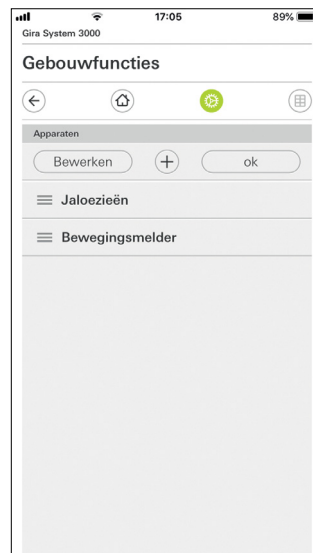 17:05 89%
Gira System 3000
Gebouwfuncties
Apparaten
Bewerken + ok
Jaloezieën
Bewegingsmelder